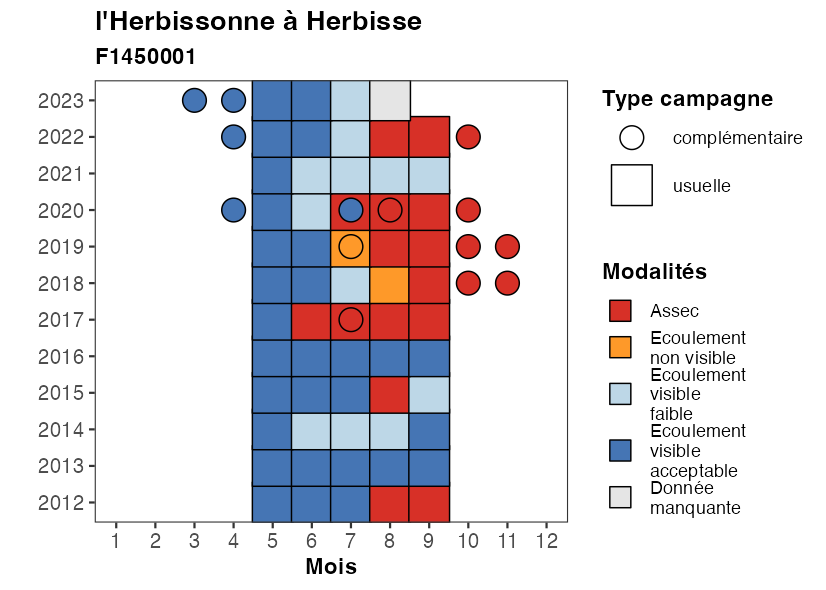 l'Herbissonne à Herbisse
F1450001
2023
2022
2021
2020
2019
2018
2017
2016
2015
2014
2013
2012
1 2 3 4 5 6 7 8 9 10 11 12
Mois
Type campagne
complémentaire
usuelle
Modalités
Assec
Ecoulement
non visible
Ecoulement
visible
faible
Ecoulement
visible
acceptable
Donnée
manquante